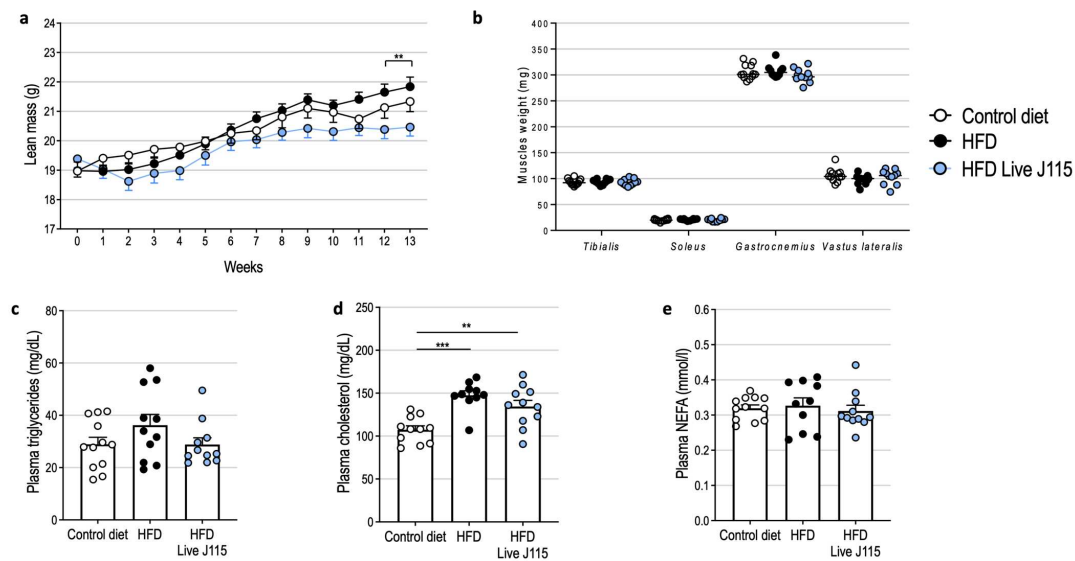 a
24
23
22
21
20
19
18
17
Lean mass (g)
**
0 1 2 3 4 5 6 7 8 9 10 11 12 13
Weeks
b
400
350
300
250
200
150
100
50
0
Muscles weight (mg)
Tibialis Soleus Gastrocnemius Vastus lateralis
Control diet
HFD
HFD Live J115
c
80
60
40
20
0
Plasma triglycerides (mg/dL)
Control diet HFD HFD
Live J115
d
250
200
150
100
50
0
Plasma cholesterol (mg/dL)
**
***
Control diet HFD HFD
Live J115
e
0.6
0.5
0.4
0.3
0.2
0.1
0.0
Plasma NEFA (mmol/l)
Control diet HFD HFD
Live J115